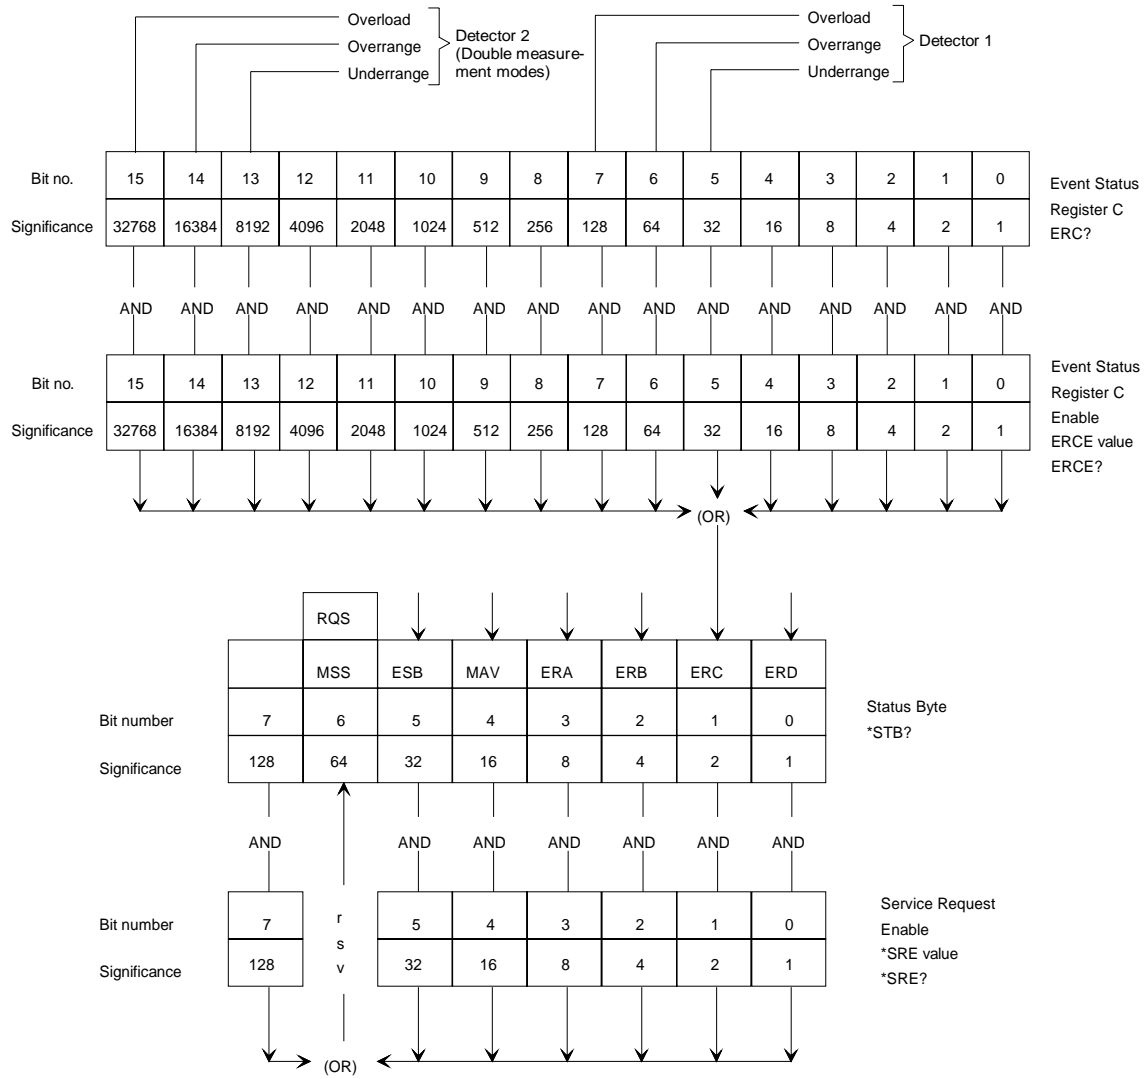 Overload
Overrange
Underrange
Detector 2
(Double measure-
ment modes)
Overload
Overrange
Underrange
Detector 1
Bit no. 15 14 13 12 11 10 9 8 7 6 5 4 3 2 1 0
Significance 32768 16384 8192 4096 2048 1024 512 256 128 64 32 16 8 4 2 1
Event Status
Register C
ERC?
AND AND AND AND AND AND AND AND AND AND AND AND AND AND AND AND
Bit no. 15 14 13 12 11 10 9 8 7 6 5 4 3 2 1 0
Significance 32768 16384 8192 4096 2048 1024 512 256 128 64 32 16 8 4 2 1
Event Status
Register C
Enable
ERCE value
ERCE?
(OR)
RQS
MSS ESB MAV ERA ERB ERC ERD
Bit number 7 6 5 4 3 2 1 0
Significance 128 64 32 16 8 4 2 1
Status Byte
*STB?
AND AND AND AND AND AND AND
Bit number 7 5 4 3 2 1 0
Significance 128 32 16 8 4 2 1
r
s
v
Service Request
Enable
*SRE value
*SRE?
(OR)